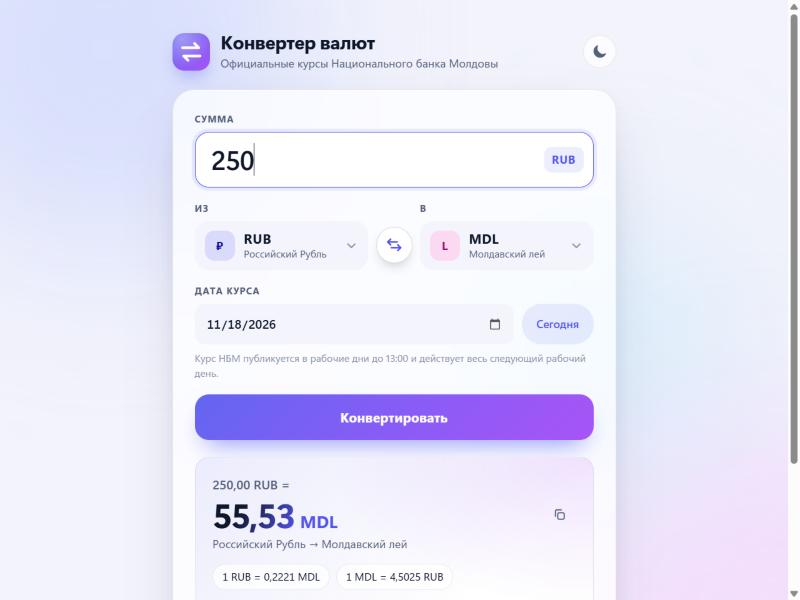 Конвертер валют
Официальные курсы Национального банка Молдовы
СУММА
250
RUB
ИЗ
В
₽
RUB
Российский Рубль
L
MDL
Молдавский лей
ДАТА КУРСА
11/18/2026
Сегодня
Курс НБМ публикуется в рабочие дни до 13:00 и действует весь следующий рабочий
день.
Конвертировать
250,00 RUB =
55,53 MDL
Российский Рубль → Молдавский лей
1 RUB = 0,2221 MDL
1 MDL = 4,5025 RUB